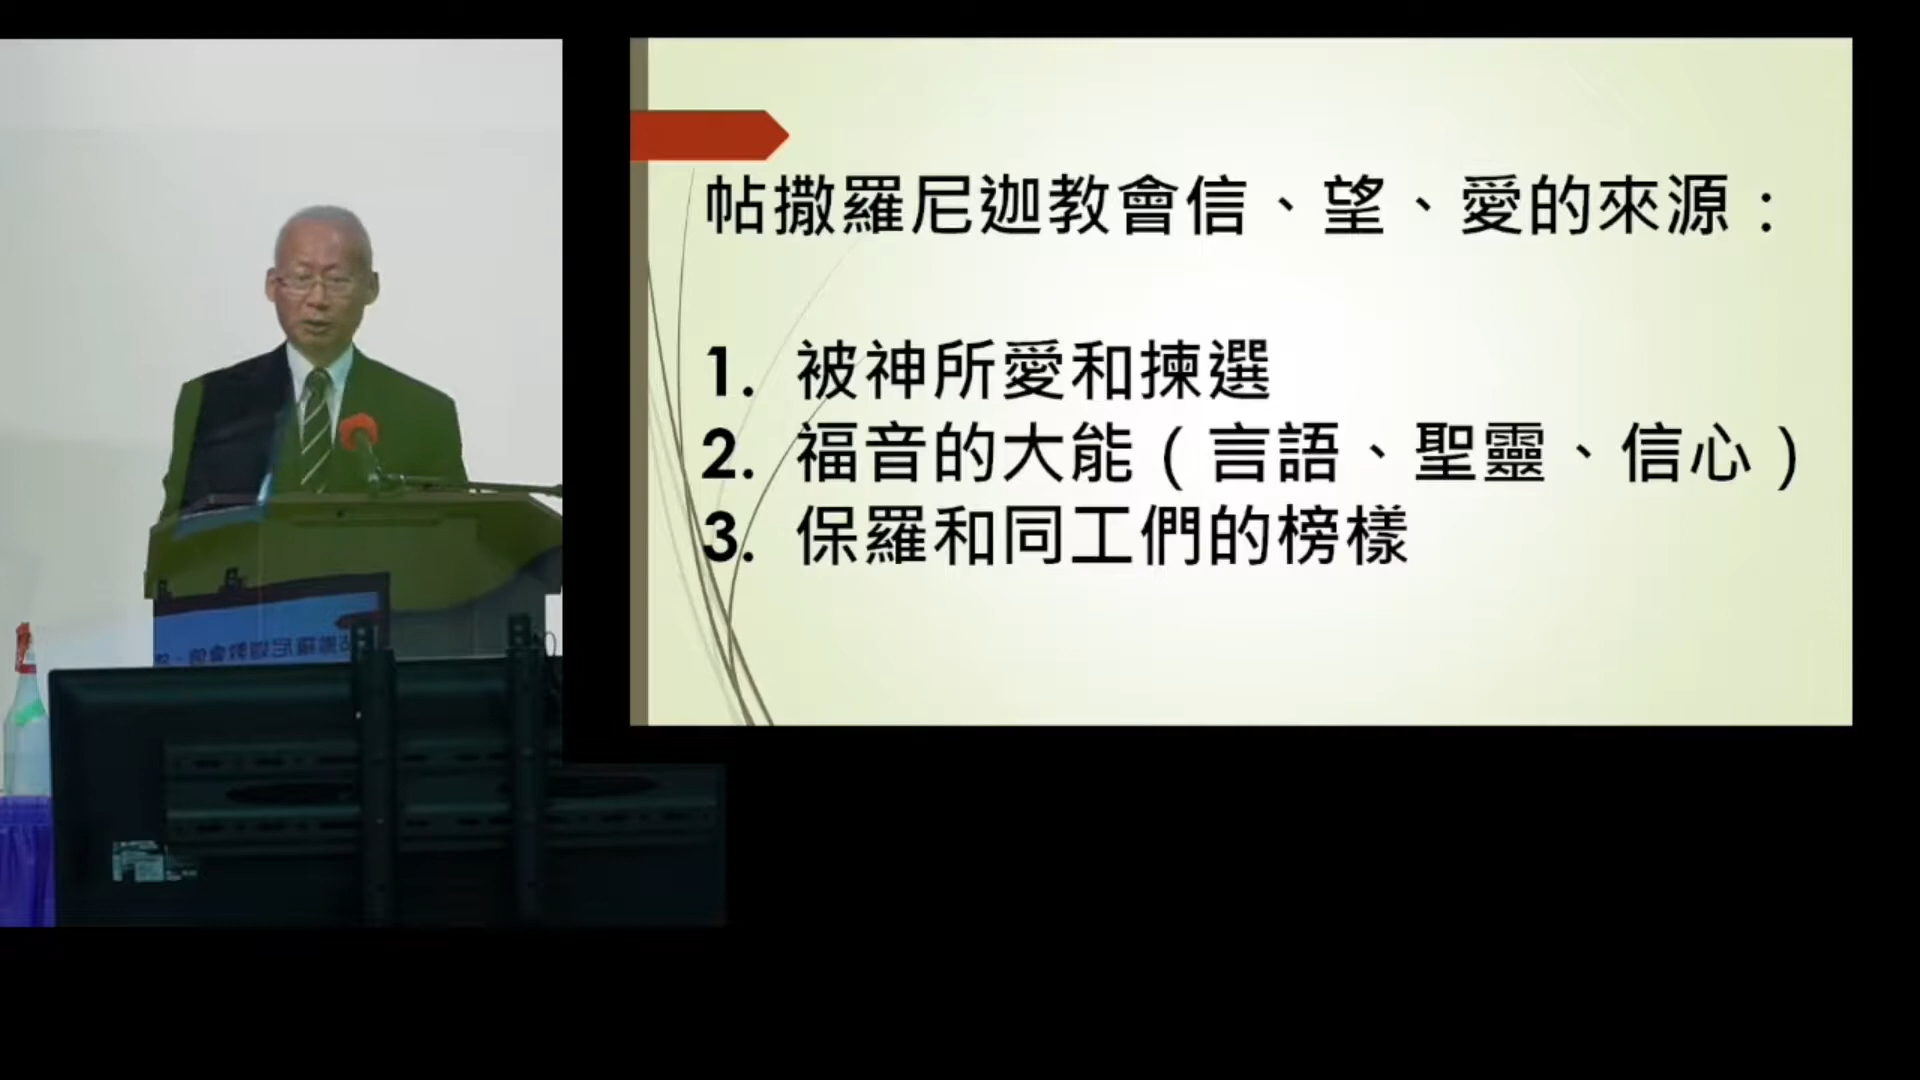 帖撒羅尼迦教會信、望、愛的來源：
1. 被神所愛和揀選
2. 福音的大能（言語、聖靈、信心）
3. 保羅和同工們的榜樣